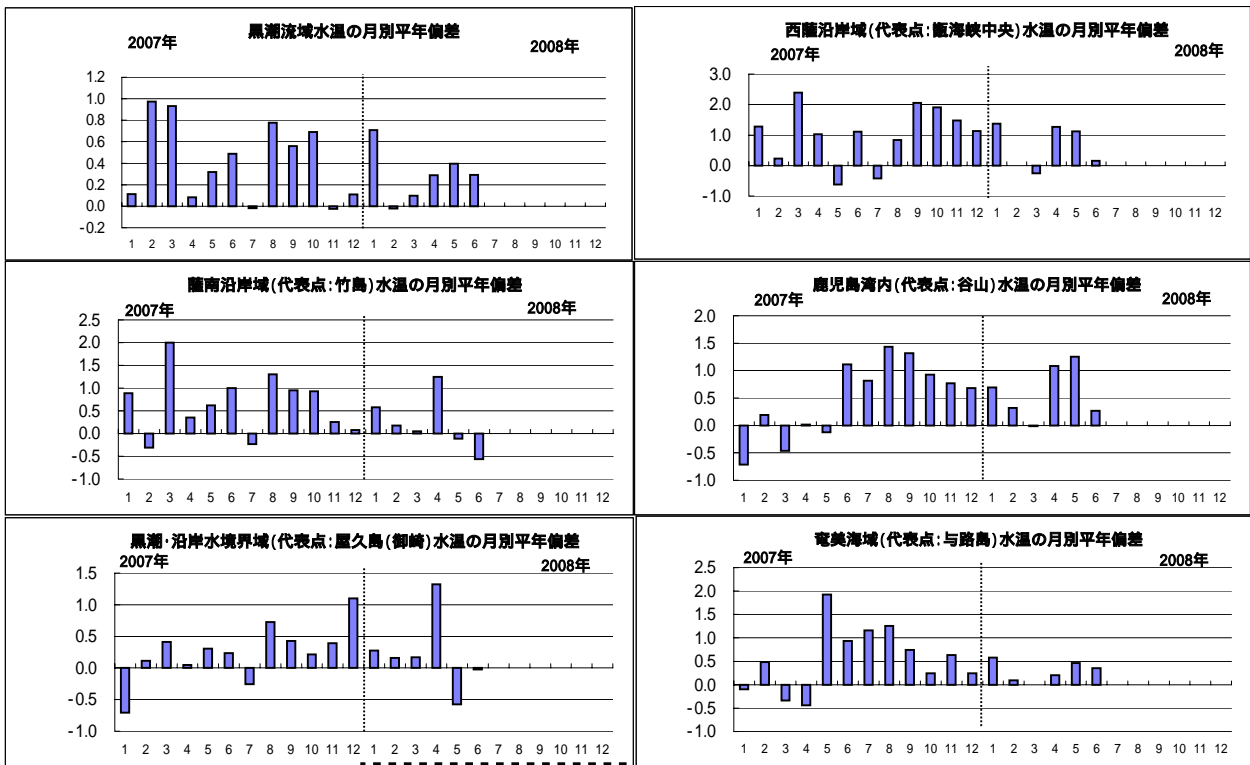 黒潮流域水温の月別平年偏差
2007年
2008年
1.2
1.0
0.8
0.6
0.4
0.2
0.0
-0.2
1 2 3 4 5 6 7 8 9 10 11 12 1 2 3 4 5 6 7 8 9 10 11 12
西薩沿岸域(代表点:甑海峡中央)水温の月別平年偏差
2007年
2008年
3.0
2.0
1.0
0.0
-1.0
1 2 3 4 5 6 7 8 9 10 11 12 1 2 3 4 5 6 7 8 9 10 11 12
薩南沿岸域(代表点:竹島)水温の月別平年偏差
2007年
2008年
2.5
2.0
1.5
1.0
0.5
0.0
-0.5
-1.0
1 2 3 4 5 6 7 8 9 10 11 12 1 2 3 4 5 6 7 8 9 10 11 12
鹿児島湾内(代表点:谷山)水温の月別平年偏差
2007年
2008年
2.0
1.5
1.0
0.5
0.0
-0.5
-1.0
1 2 3 4 5 6 7 8 9 10 11 12 1 2 3 4 5 6 7 8 9 10 11 12
黒潮・沿岸水境界域(代表点:屋久島(御崎)水温の月別平年偏差
2007年
2008年
1.5
1.0
0.5
0.0
-0.5
-1.0
1 2 3 4 5 6 7 8 9 10 11 12 1 2 3 4 5 6 7 8 9 10 11 12
奄美海域(代表点:与路島)水温の月別平年偏差
2007年
2008年
2.5
2.0
1.5
1.0
0.5
0.0
-0.5
-1.0
1 2 3 4 5 6 7 8 9 10 11 12 1 2 3 4 5 6 7 8 9 10 11 12